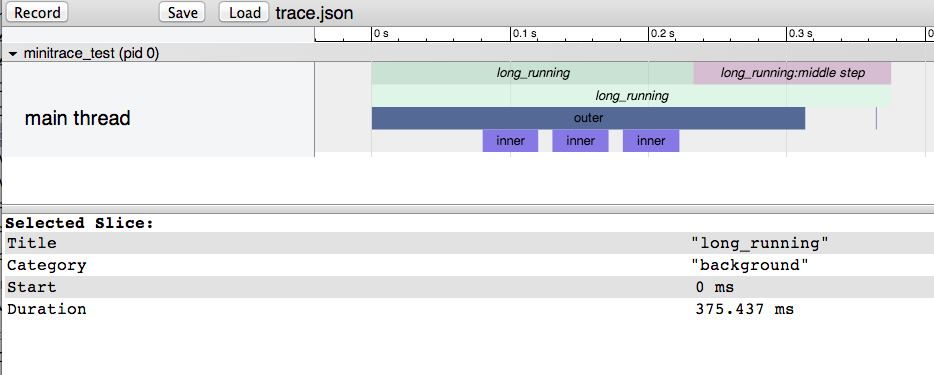 Record Save Load trace.json
0 s 0.1 s 0.2 s 0.3 s 0
minitrace_test (pid 0)
long_running long_running:middle step
long_running
main thread
outer
inner inner inner
Selected Slice:
Title "long_running"
Category "background"
Start 0 ms
Duration 375.437 ms